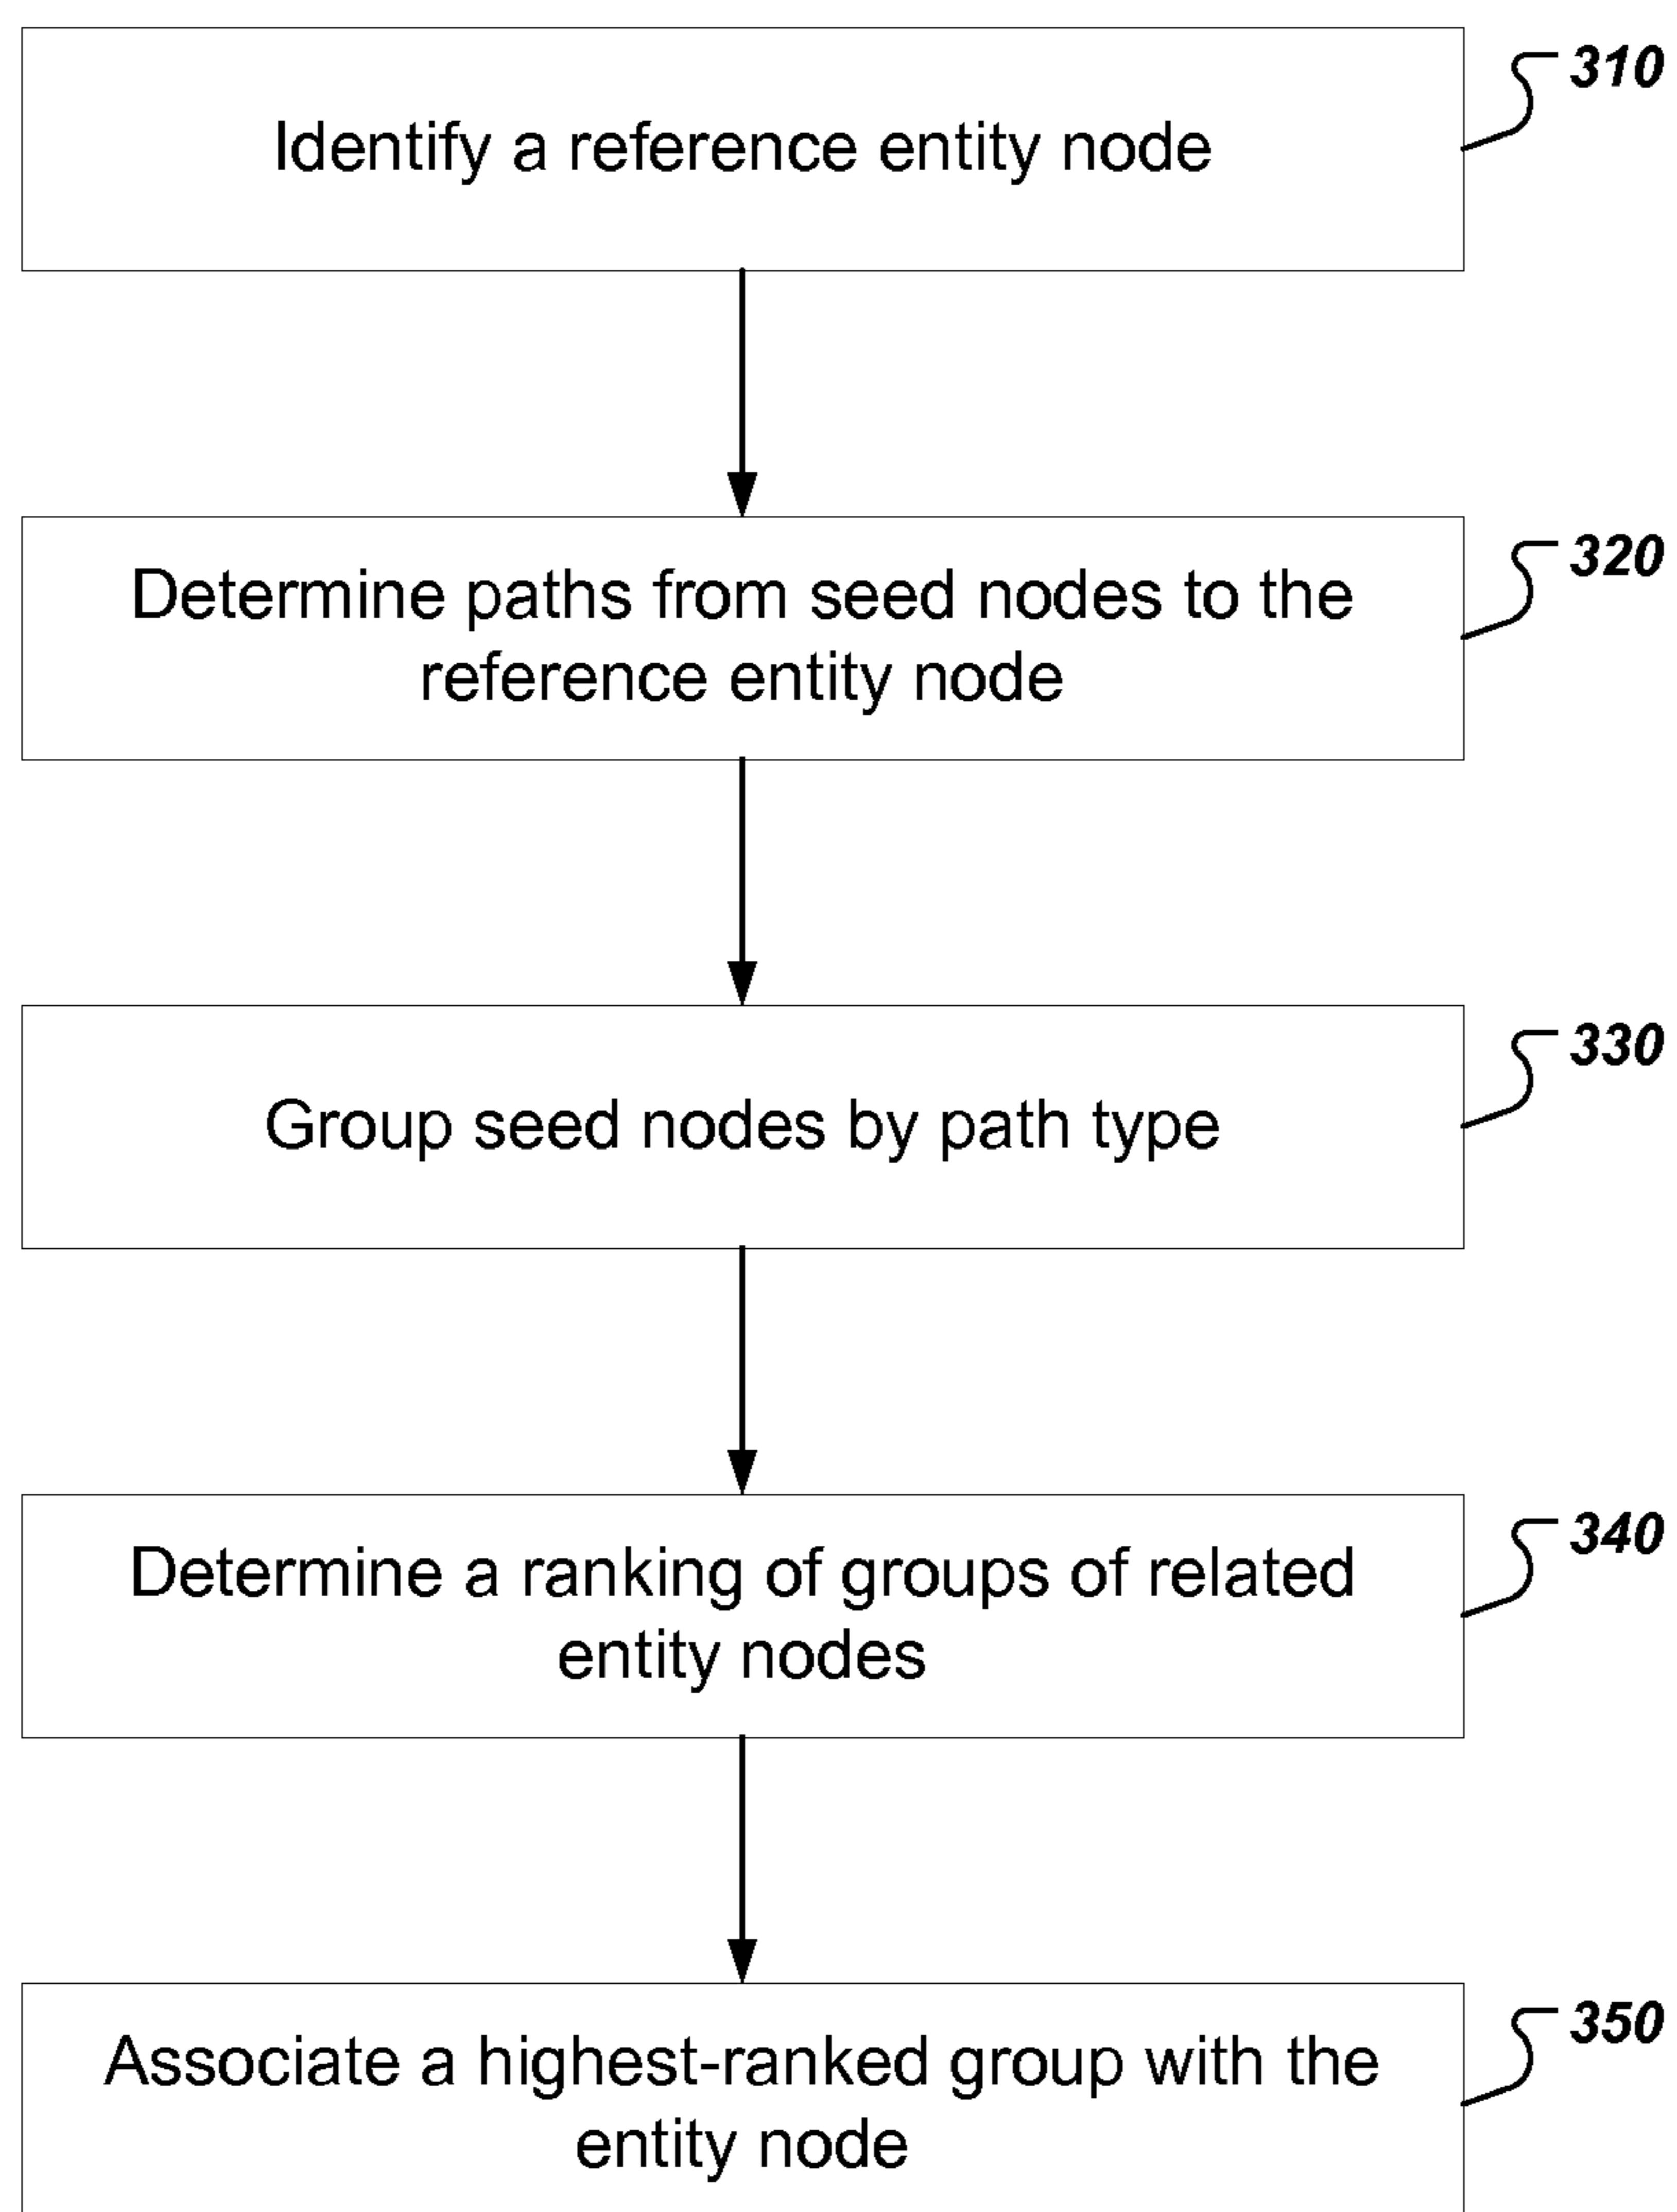 Identify a reference entity node
310
Determine paths from seed nodes to the
reference entity node
320
Group seed nodes by path type
330
Determine a ranking of groups of related
entity nodes
340
Associate a highest-ranked group with the
entity node
350